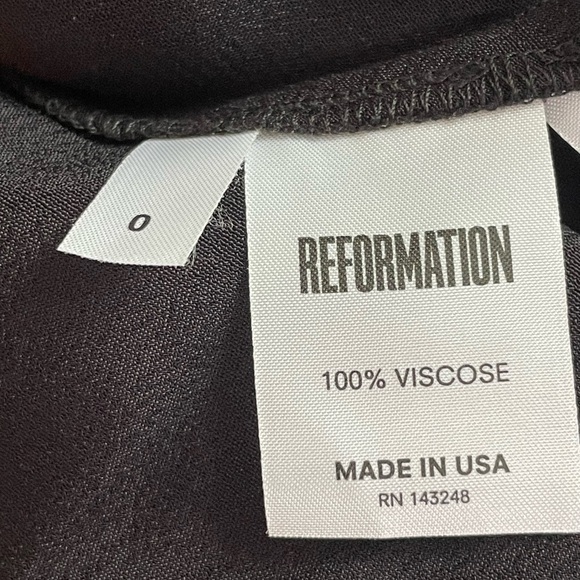 0
REFORMATION
100% VISCOSE
MADE IN USA
RN 143248